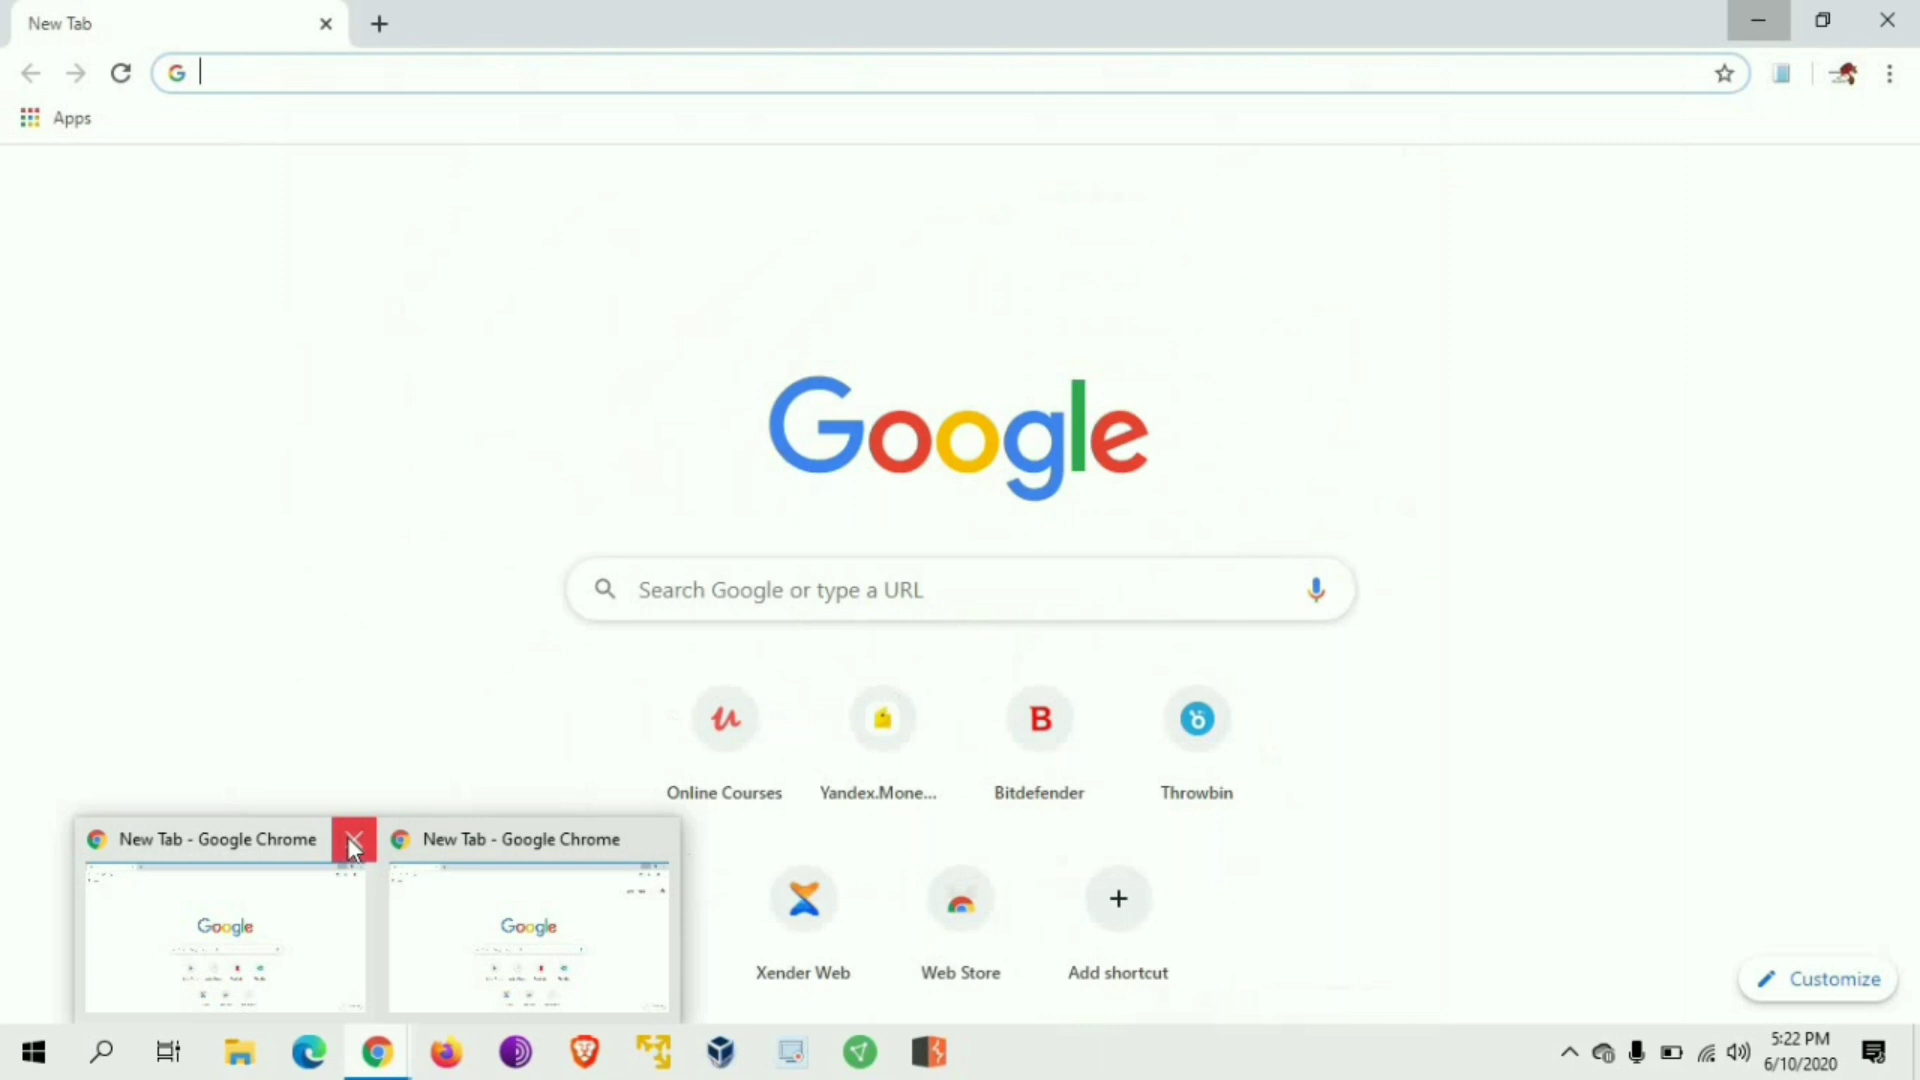 New Tab
Apps
Google
Search Google or type a URL
Online Courses
Yandex.Mone...
Bitdefender
Throwbin
New Tab - Google Chrome
New Tab - Google Chrome
Google
Google
Xender Web
Web Store
Add shortcut
Customize
5:22 PM
6/10/2020